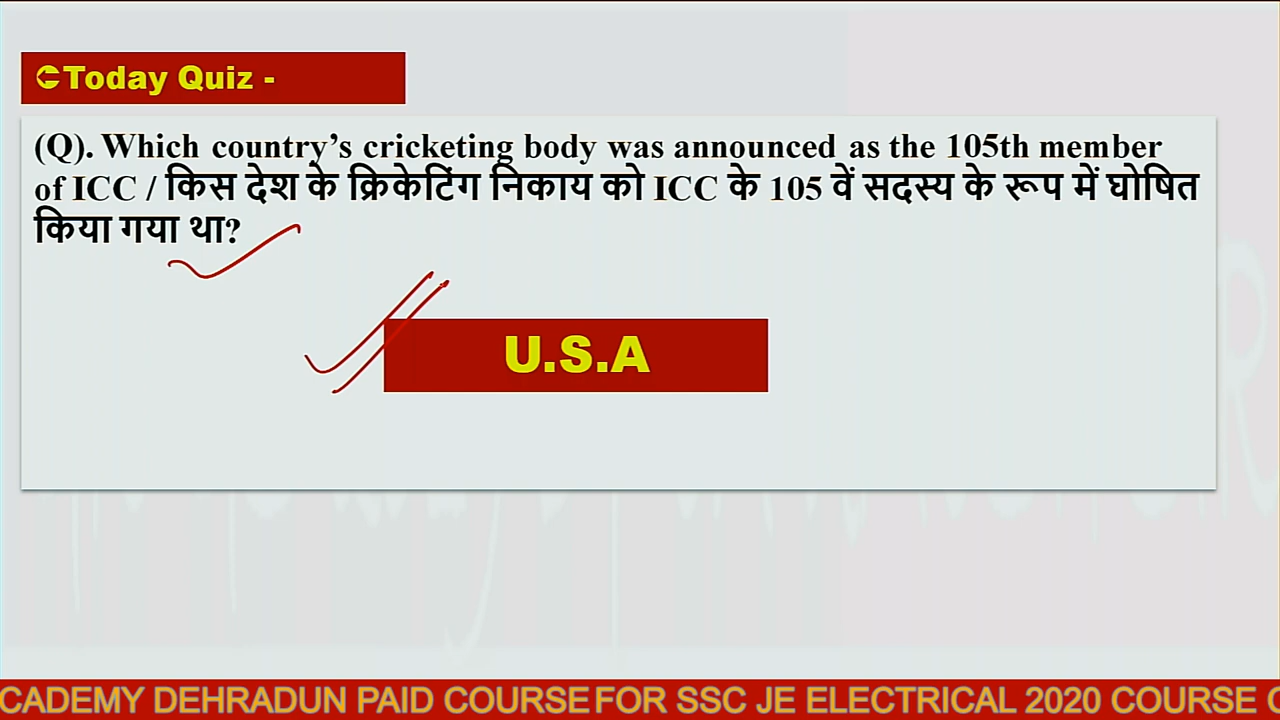 Today Quiz -
(Q). Which country’s cricketing body was announced as the 105th member
of ICC / किस देश के क्रिकेटिंग निकाय को ICC के 105 वें सदस्य के रूप में घोषित
किया गया था?
U.S.A
CADEMY DEHRADUN PAID COURSE FOR SSC JE ELECTRICAL 2020 COURSE